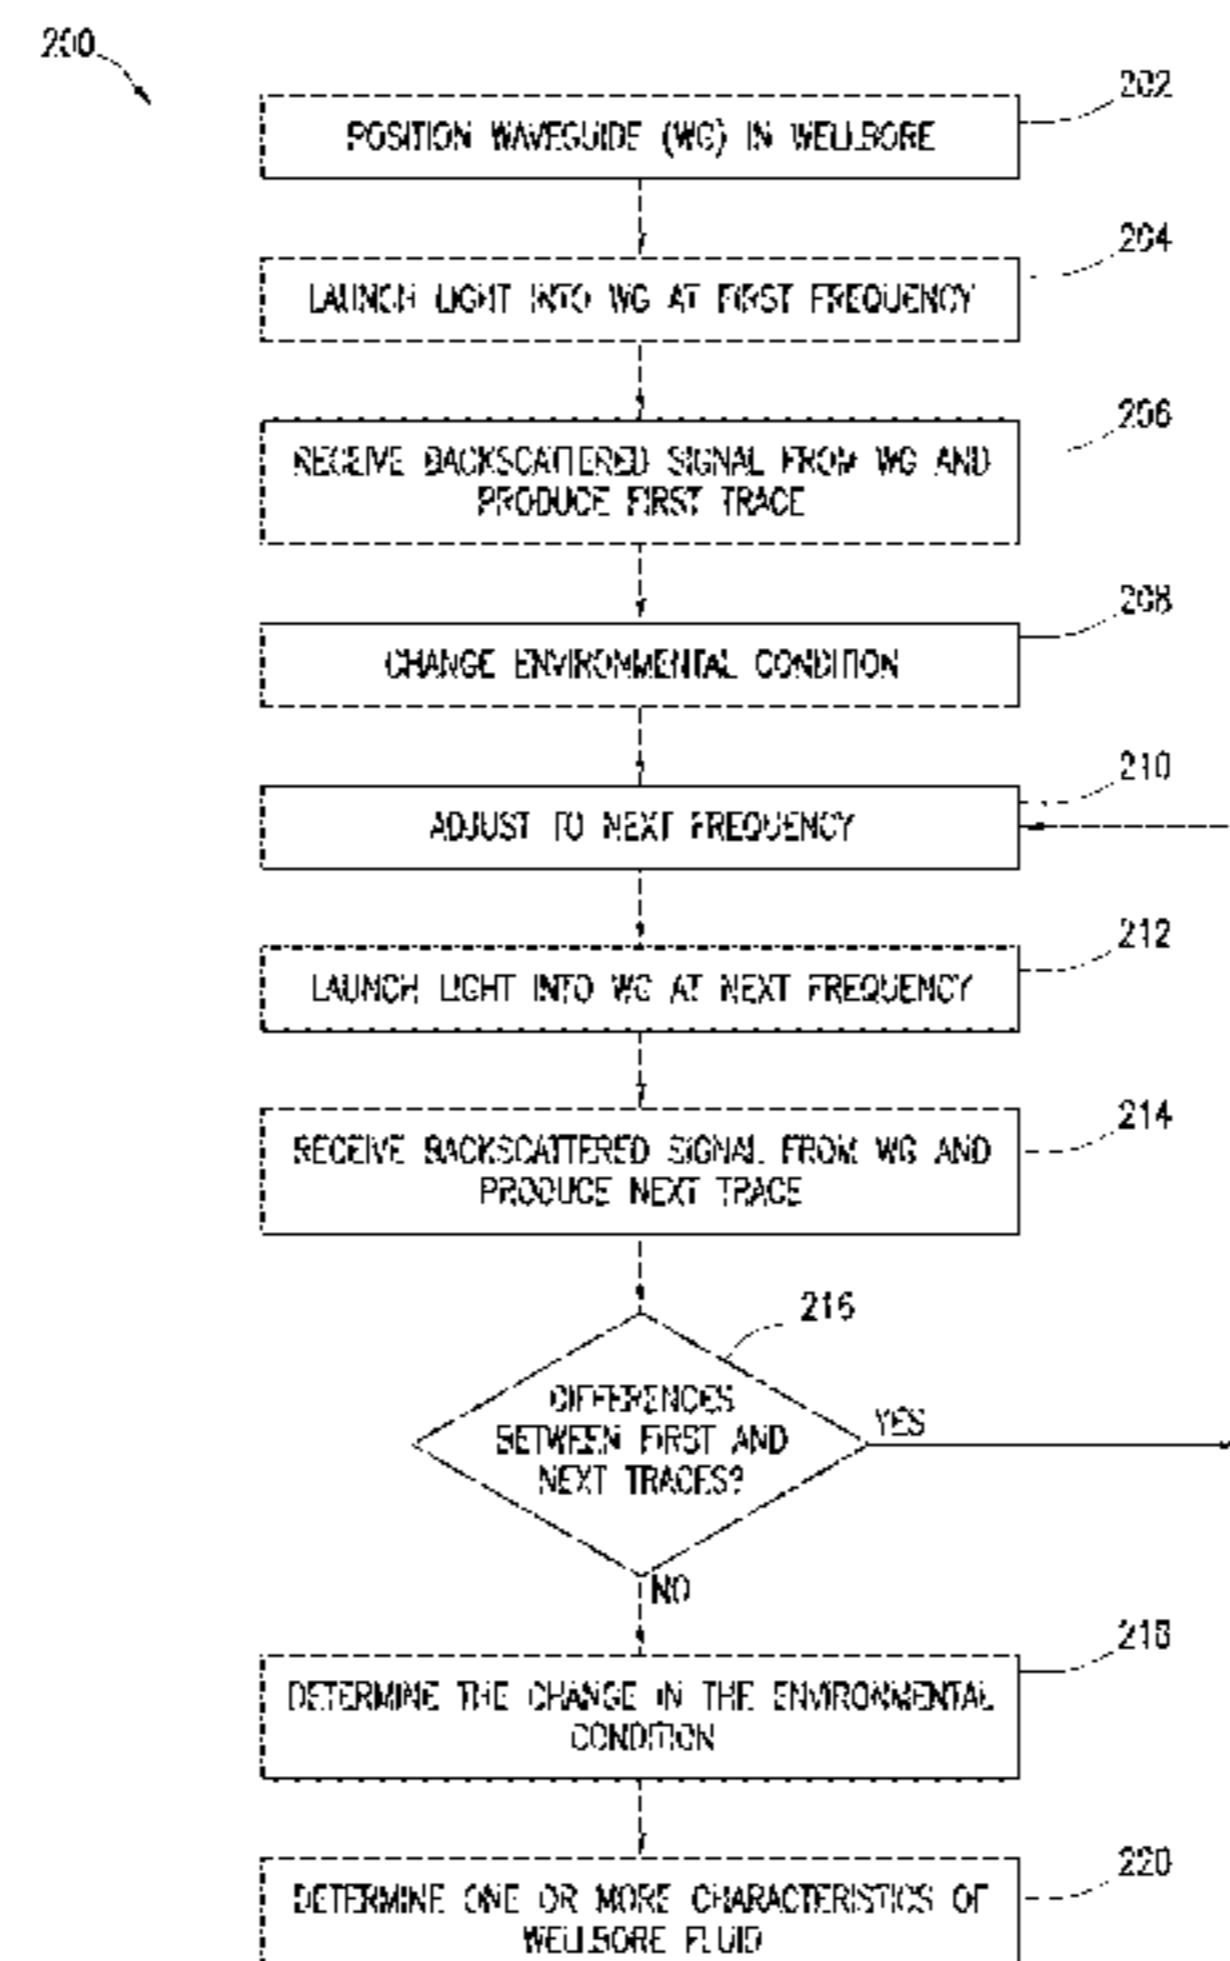 200
202
POSITION WAVEGUIDE (WG) IN WELLBORE
204
LAUNCH LIGHT INTO WG AT FIRST FREQUENCY
206
RECEIVE BACKSCATTERED SIGNAL FROM WG AND
PRODUCE FIRST TRACE
208
CHANGE ENVIRONMENTAL CONDITION
210
ADJUST TO NEXT FREQUENCY
212
LAUNCH LIGHT INTO WG AT NEXT FREQUENCY
214
RECEIVE BACKSCATTERED SIGNAL FROM WG AND
PRODUCE NEXT TRACE
216
DIFFERENCES
BETWEEN FIRST AND
NEXT TRACES?
YES
NO
218
DETERMINE THE CHANGE IN THE ENVIRONMENTAL
CONDITION
220
DETERMINE ONE OR MORE CHARACTERISTICS OF
WELLBORE FLUID